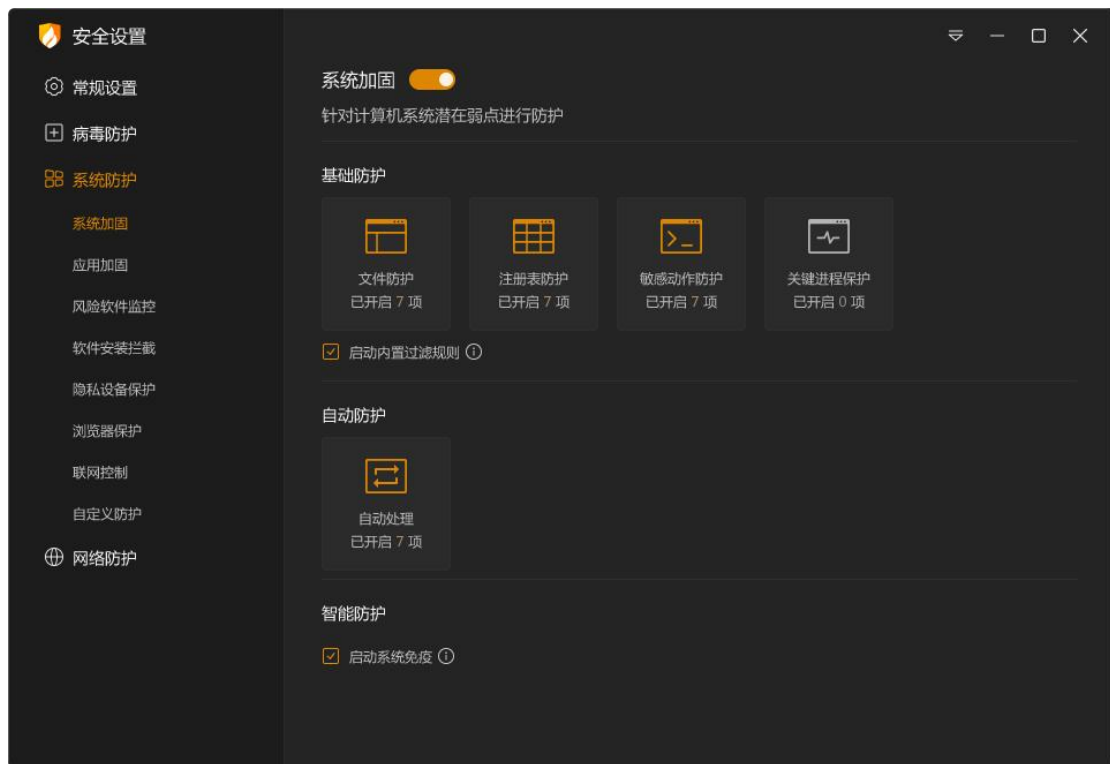 安全设置
常规设置
病毒防护
系统防护
系统加固
应用加固
风险软件监控
软件安装拦截
隐私设备保护
浏览器保护
联网控制
自定义防护
网络防护
系统加固
针对计算机系统潜在弱点进行防护
基础防护
文件防护
已开启 7 项
注册表防护
已开启 7 项
敏感动作防护
已开启 7 项
关键进程保护
已开启 0 项
启动内置过滤规则
自动防护
自动处理
已开启 7 项
智能防护
启动系统免疫